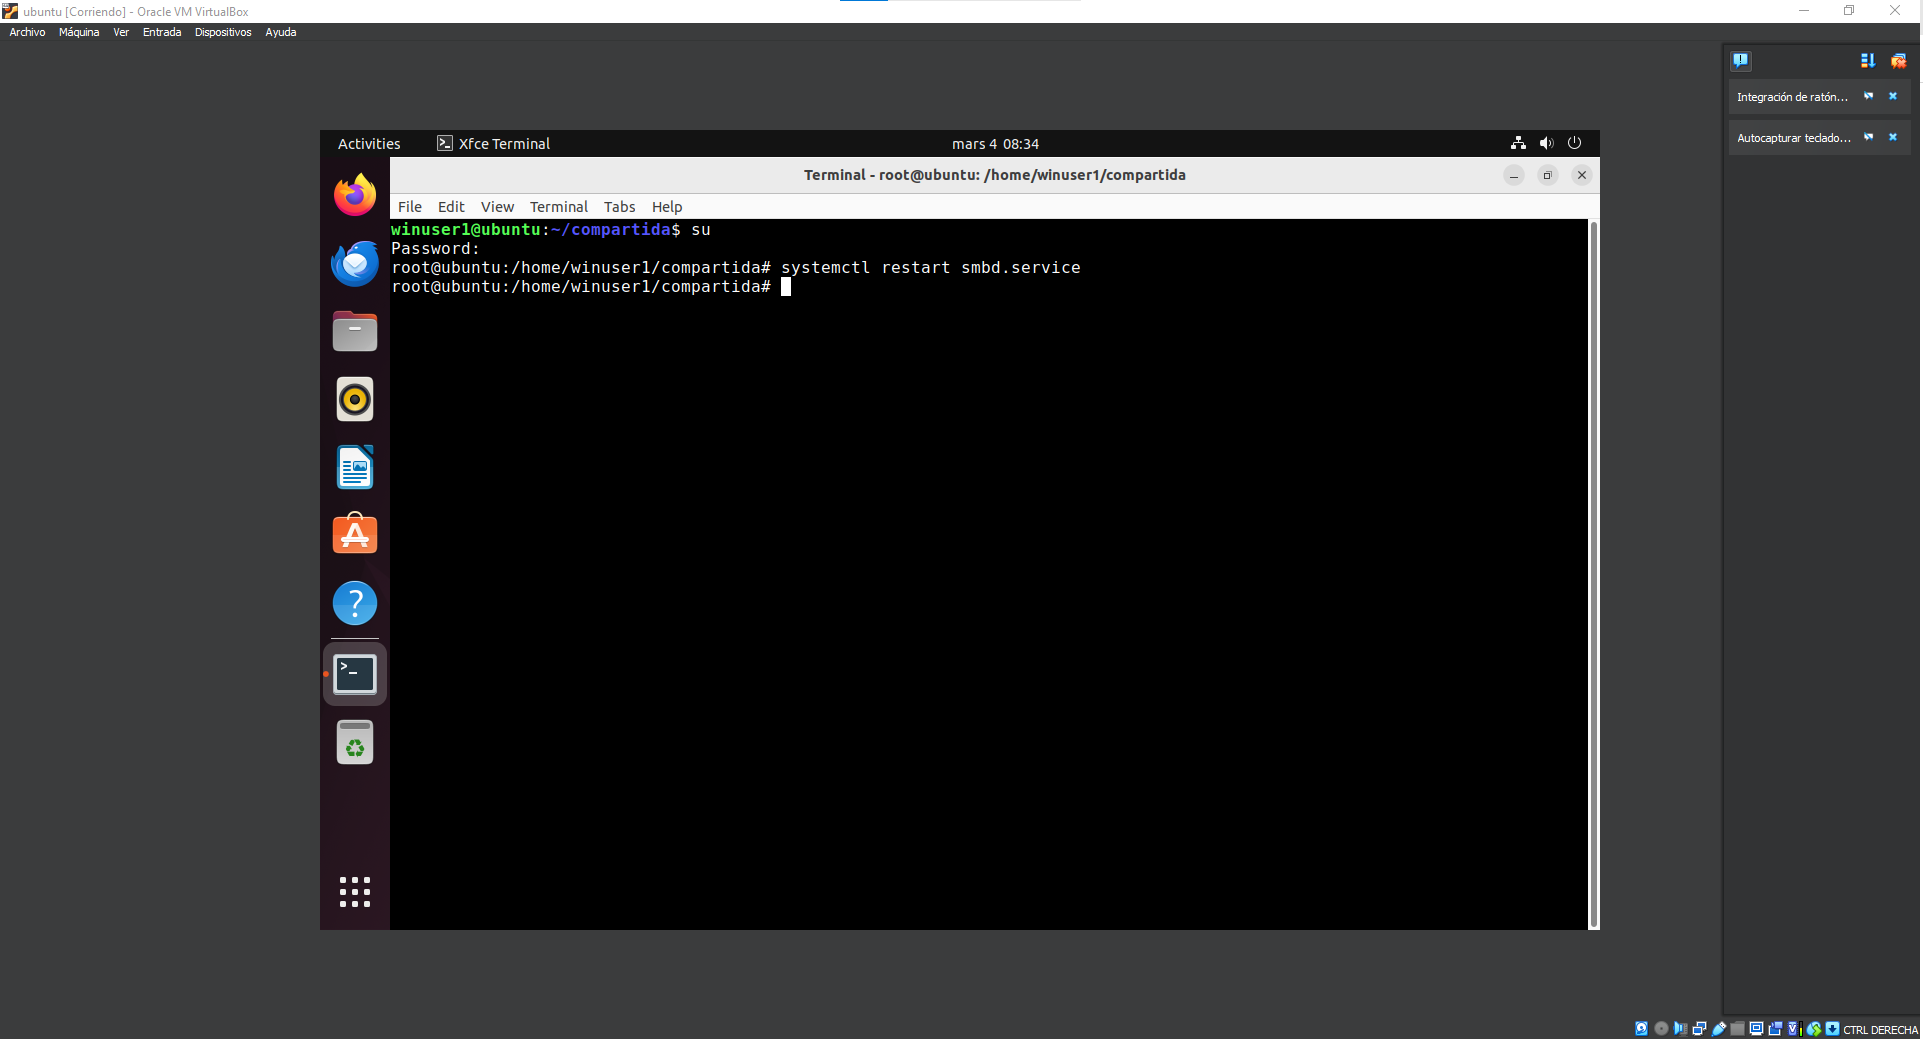 ubuntu [Corriendo] - Oracle VM VirtualBox
Archivo Máquina Ver Entrada Dispositivos Ayuda
Integración de ratón...
Autocapturar teclado...
Activities Xfce Terminal mars 4 08:34
Terminal - root@ubuntu: /home/winuser1/compartida
File Edit View Terminal Tabs Help
winuser1@ubuntu:~/compartida$ su
Password:
root@ubuntu:/home/winuser1/compartida# systemctl restart smbd.service
root@ubuntu:/home/winuser1/compartida#
CTRL DERECHA